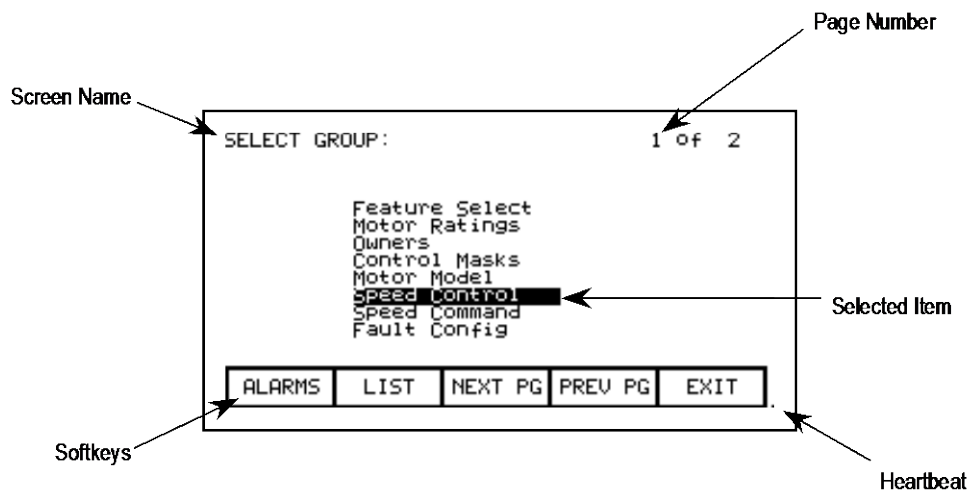 Page Number
Screen Name
SELECT GROUP: 1 of 2
Feature Select
Motor Ratings
Owners
Control Masks
Motor Model
Speed Control
Selected Item
Speed Command
Fault Config
ALARMS LIST NEXT PG PREV PG EXIT
Softkeys
Heartbeat